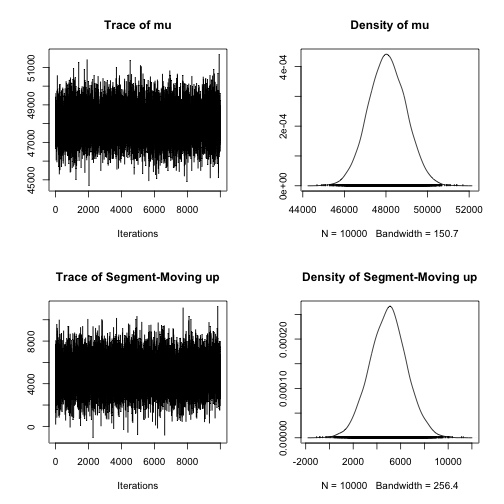 Trace of mu
45000 47000 49000 51000
0 2000 4000 6000 8000
Iterations
Density of mu
0e+00 2e-04 4e-04
44000 46000 48000 50000 52000
N = 10000 Bandwidth = 150.7
Trace of Segment-Moving up
0 4000 8000
0 2000 4000 6000 8000
Iterations
Density of Segment-Moving up
0.00000 0.00010 0.00020
-2000 2000 6000 10000
N = 10000 Bandwidth = 256.4